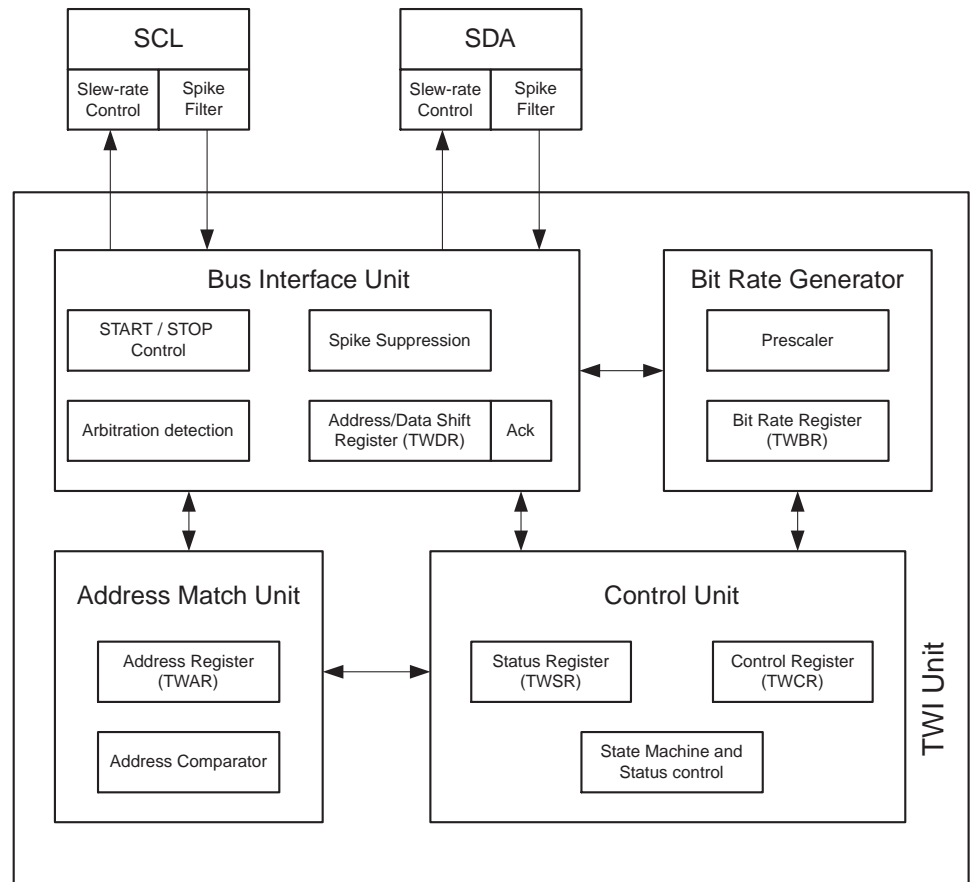 SCL
Slew-rate
Control
Spike
Filter
SDA
Slew-rate
Control
Spike
Filter
Bus Interface Unit
START / STOP
Control
Spike Suppression
Arbitration detection
Address/Data Shift
Register (TWDR)
Ack
Bit Rate Generator
Prescaler
Bit Rate Register
(TWBR)
Address Match Unit
Address Register
(TWAR)
Address Comparator
Control Unit
Status Register
(TWSR)
Control Register
(TWCR)
State Machine and
Status control
TWI Unit